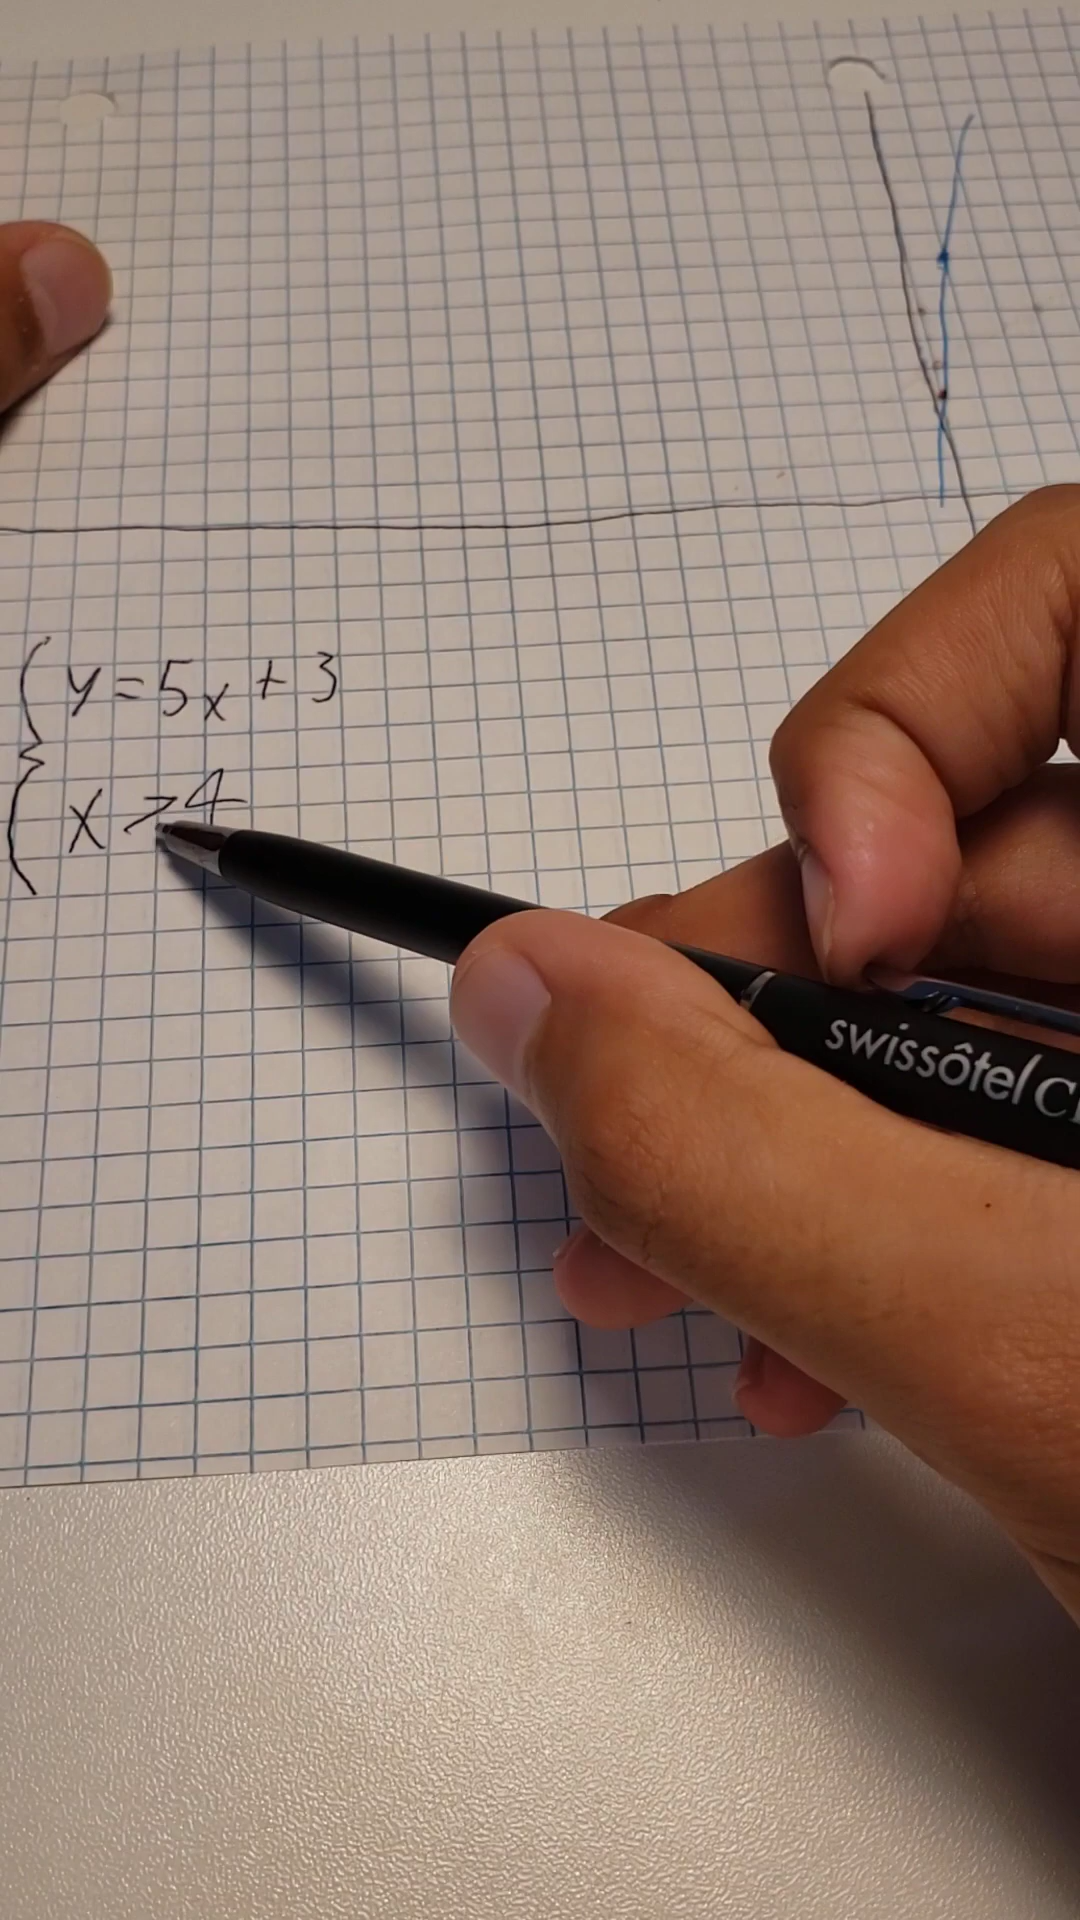 y = 5x + 3
x > 4
swissôtel